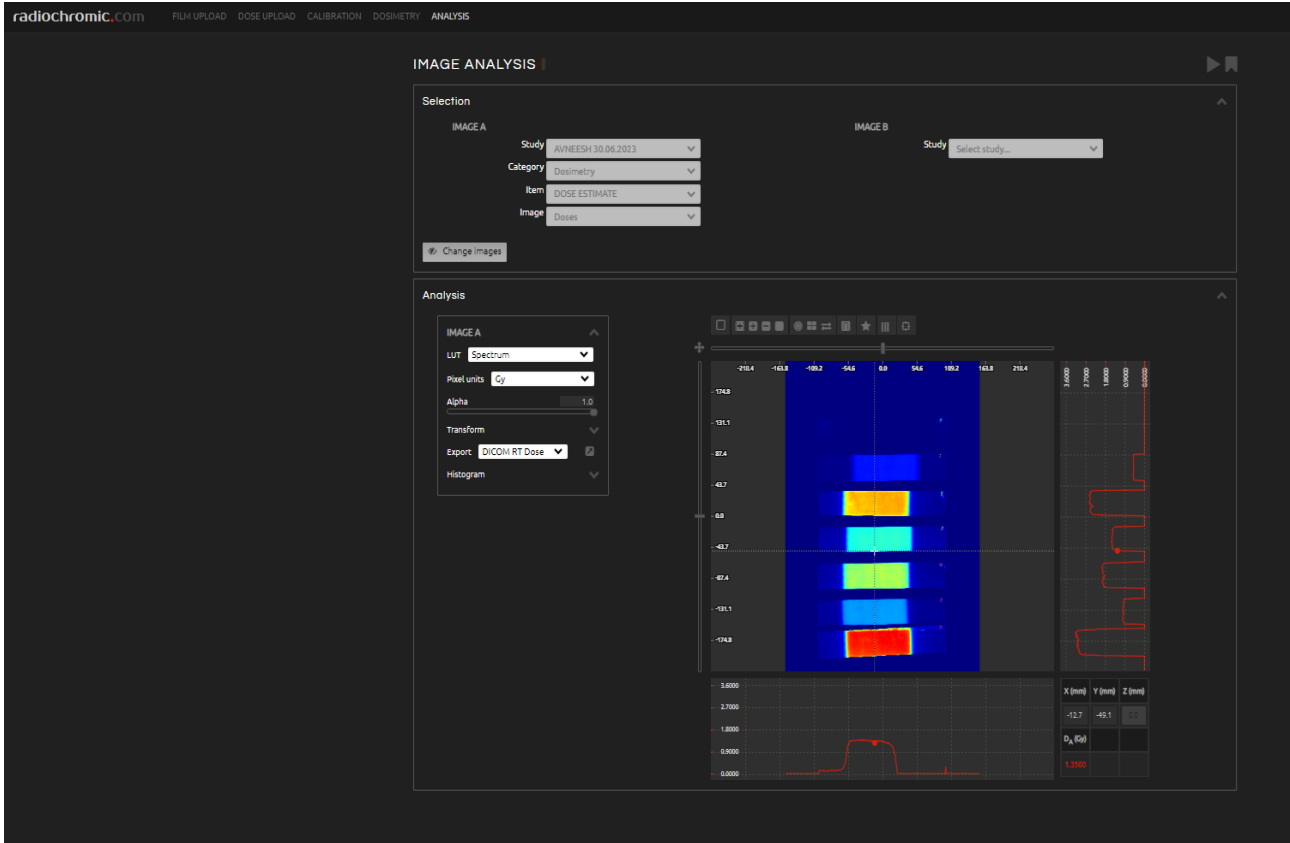 radiochromic.com FILM UPLOAD DOSE UPLOAD CALIBRATION DOSIMETRY ANALYSIS
IMAGE ANALYSIS
Selection
IMAGE A IMAGE B
Study AVNEESH 30.06.2023 Study Select study...
Category Dosimetry
Item DOSE ESTIMATE
Image Doses
Change images
Analysis
IMAGE A
LUT Spectrum
Pixel units Gy
Alpha 1.0
Transform
Export DICOM RT Dose
Histogram
-218.4 -163.8 -109.2 -54.6 0.0 54.6 109.2 163.8 218.4
3.6000 2.7000 1.8000 0.9000 0.0000
- 174.8
- 131.1
- 87.4
- 43.7
- 0.0
- -43.7
- -87.4
- -131.1
- -174.8
3.6000
2.7000
1.8000
0.9000
0.0000
X (mm) Y (mm) Z (mm)
-12.7 -49.1 0.0
DA (Gy)
1.3500